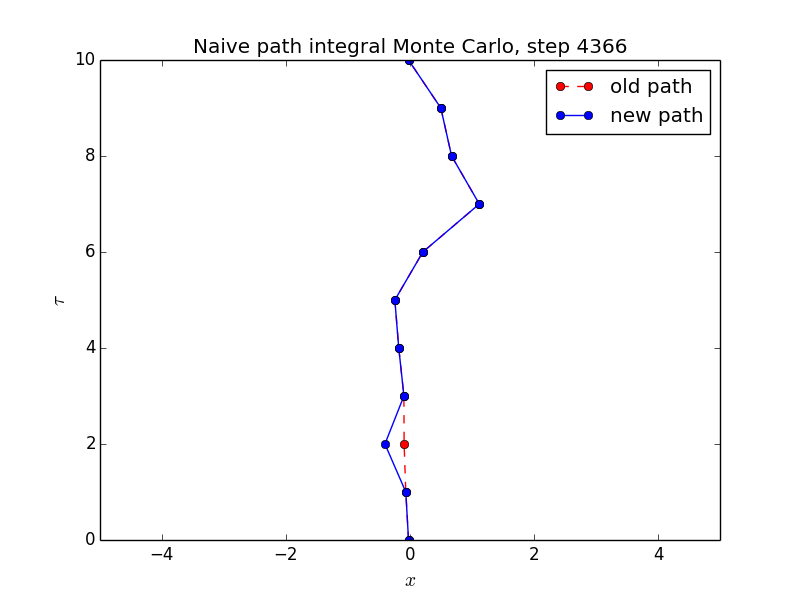 Naive path integral Monte Carlo, step 4366
old path
new path
10
8
6
4
2
0
τ
−4 −2 0 2 4
x